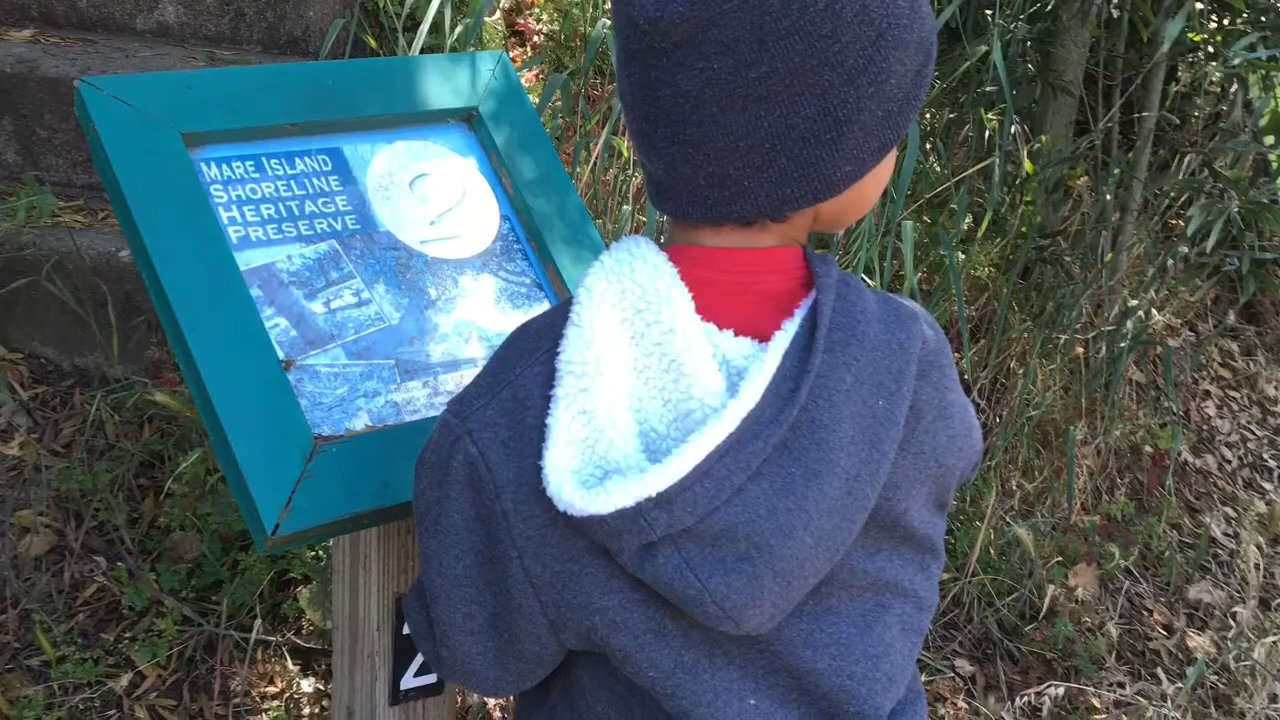 MARE ISLAND
SHORELINE
HERITAGE
PRESERVE
2
2